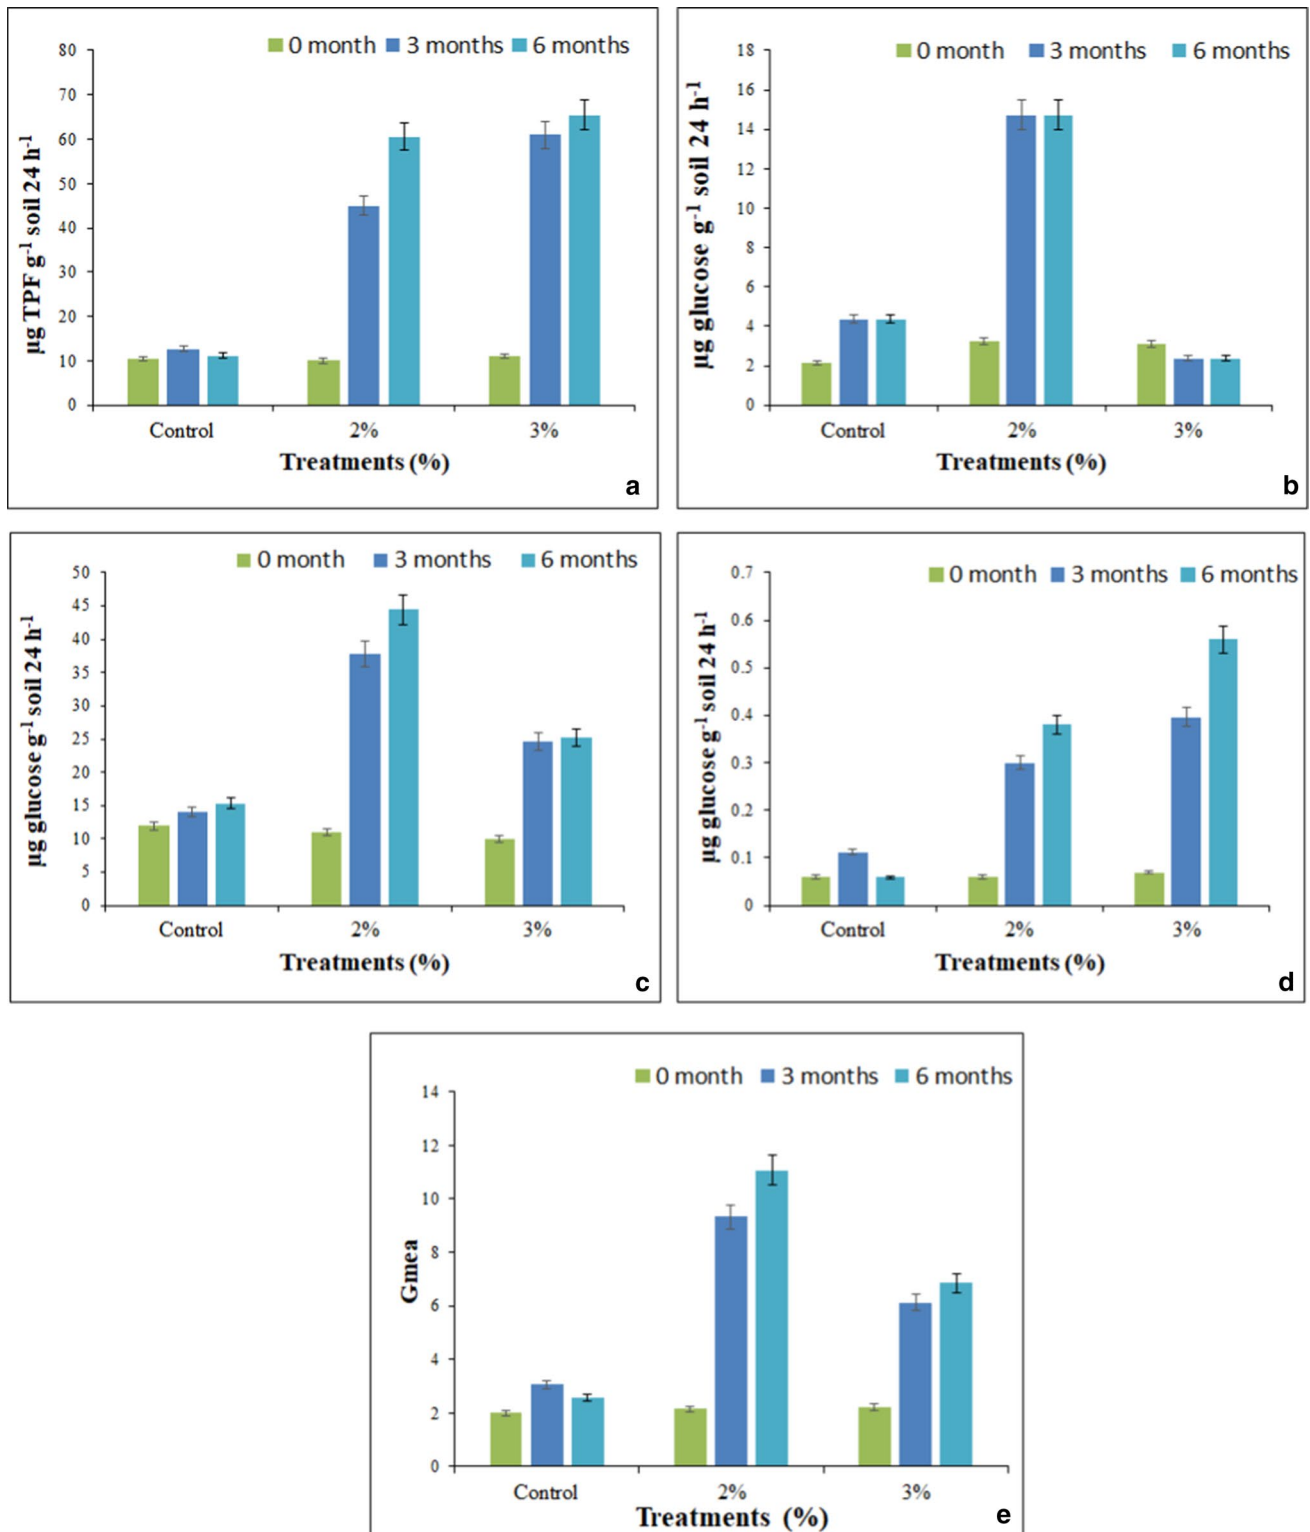 0 month 3 months 6 months
80
70
60
50
40
30
20
10
0
µg TPF g-1 soil 24 h-1
Control 2% 3%
Treatments (%)
a
0 month 3 months 6 months
18
16
14
12
10
8
6
4
2
0
µg glucose g-1 soil 24 h-1
Control 2% 3%
Treatments (%)
b
0 month 3 months 6 months
50
45
40
35
30
25
20
15
10
5
0
µg glucose g-1 soil 24 h-1
Control 2% 3%
Treatments (%)
c
0 month 3 months 6 months
0.7
0.6
0.5
0.4
0.3
0.2
0.1
0
µg glucose g-1 soil 24 h-1
Control 2% 3%
Treatments (%)
d
0 month 3 months 6 months
14
12
10
8
6
4
2
0
Gmea
Control 2% 3%
Treatments (%)
e